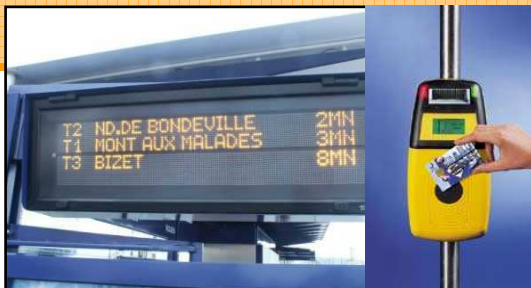 T2 ND.DE BONDEVILLE 2MN
T1 MONT AUX MALADES 3MN
T3 BIZET 8MN